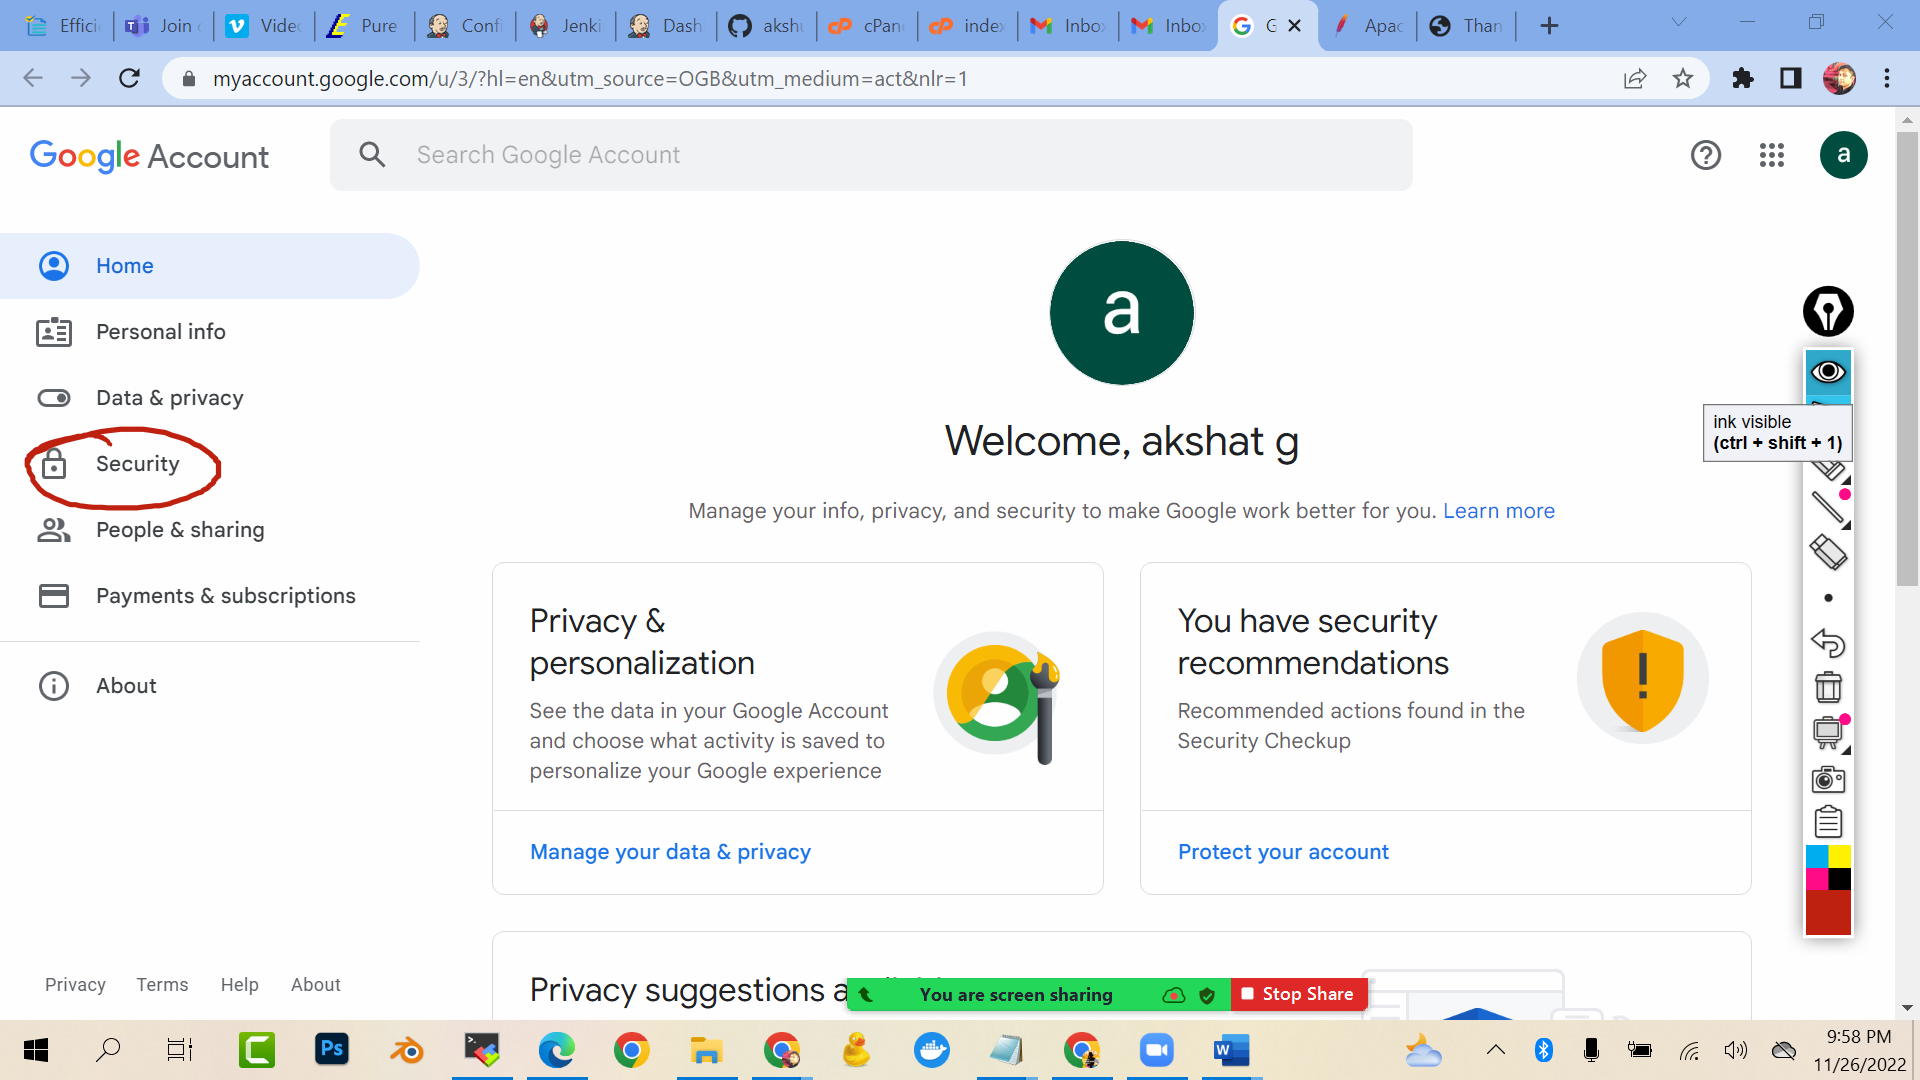 Effici
Join
Video
Pure
Confi
Jenki
Dash
akshu
cPan
index
Inbox
Inbox
G
Apac
Than
myaccount.google.com/u/3/?hl=en&utm_source=OGB&utm_medium=act&nlr=1
Google Account
Search Google Account
a
Home
Personal info
Data & privacy
Security
People & sharing
Payments & subscriptions
About
a
Welcome, akshat g
Manage your info, privacy, and security to make Google work better for you. Learn more
Privacy &
personalization
See the data in your Google Account
and choose what activity is saved to
personalize your Google experience
Manage your data & privacy
You have security
recommendations
Recommended actions found in the
Security Checkup
Protect your account
Privacy suggestions a
ink visible
(ctrl + shift + 1)
Privacy
Terms
Help
About
You are screen sharing
Stop Share
Ps
W
9:58 PM
11/26/2022